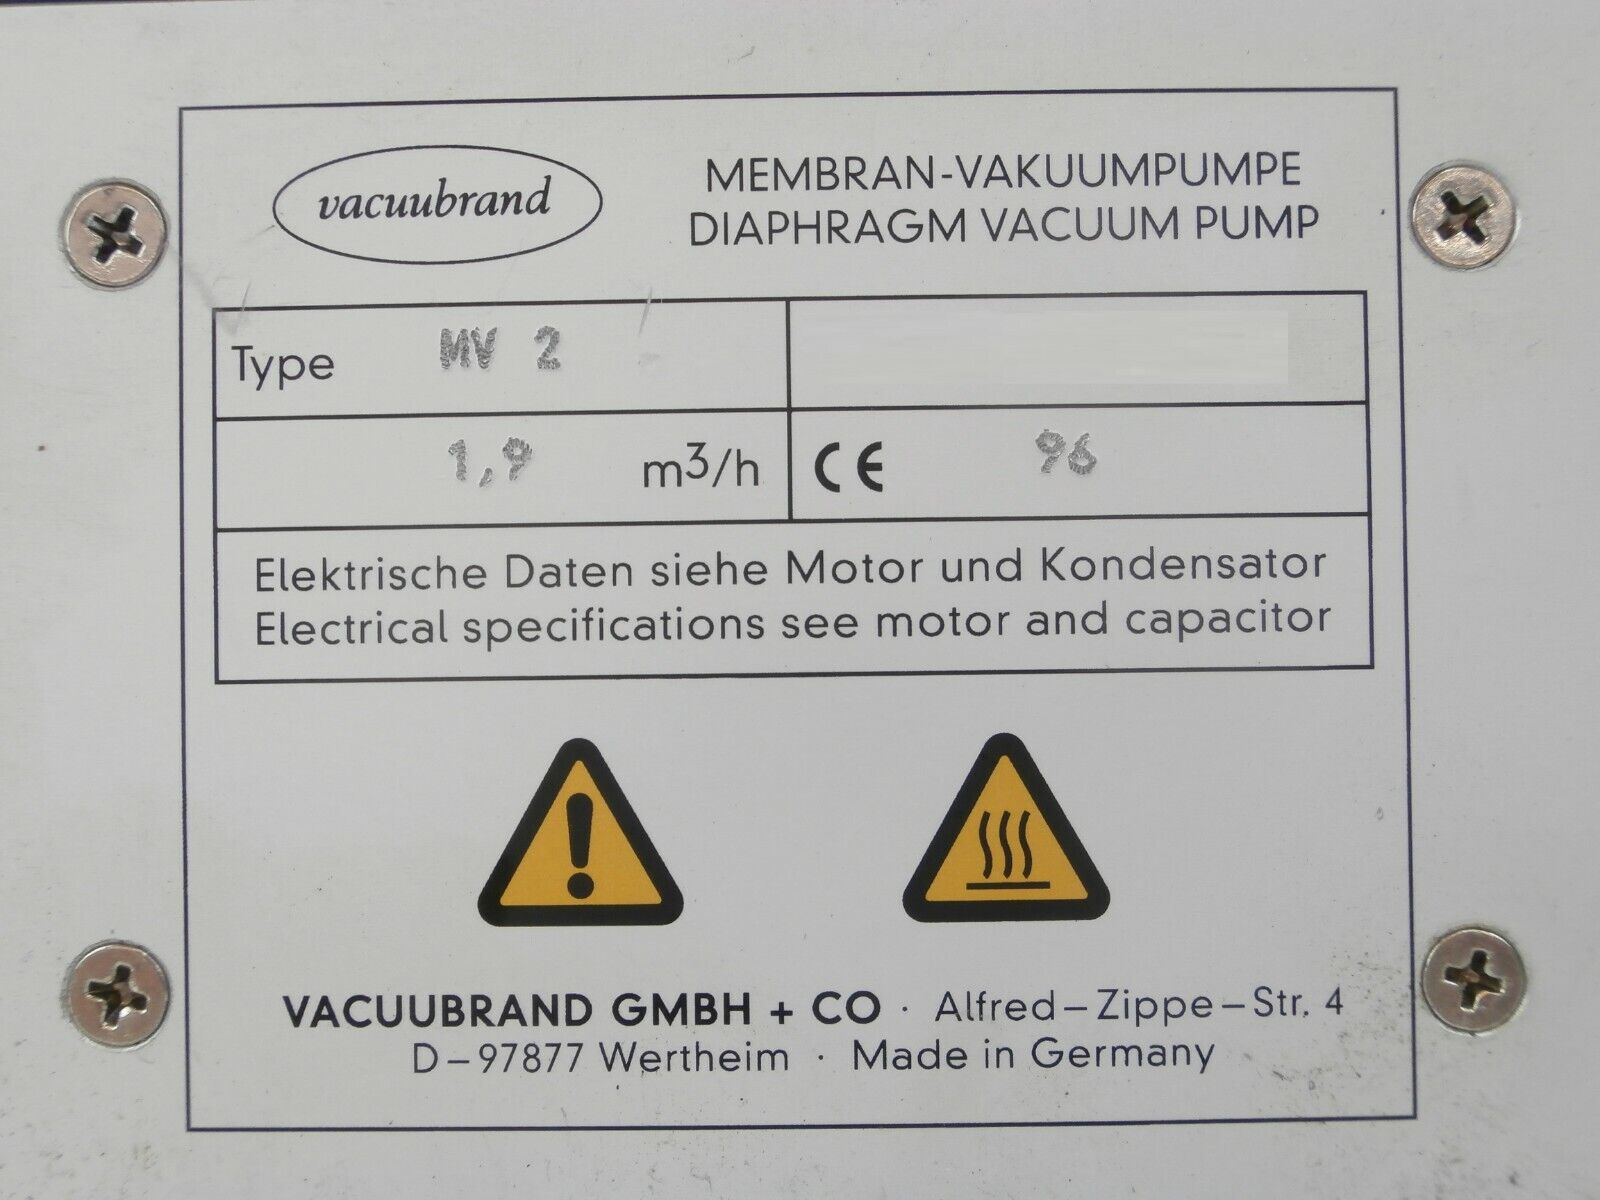 vacuubrand
MEMBRAN-VAKUUMPUMPE
DIAPHRAGM VACUUM PUMP
Type MV 2
1,9 m3/h CE 96
Elektrische Daten siehe Motor und Kondensator
Electrical specifications see motor and capacitor
VACUUBRAND GMBH + CO · Alfred–Zippe–Str. 4
D–97877 Wertheim · Made in Germany